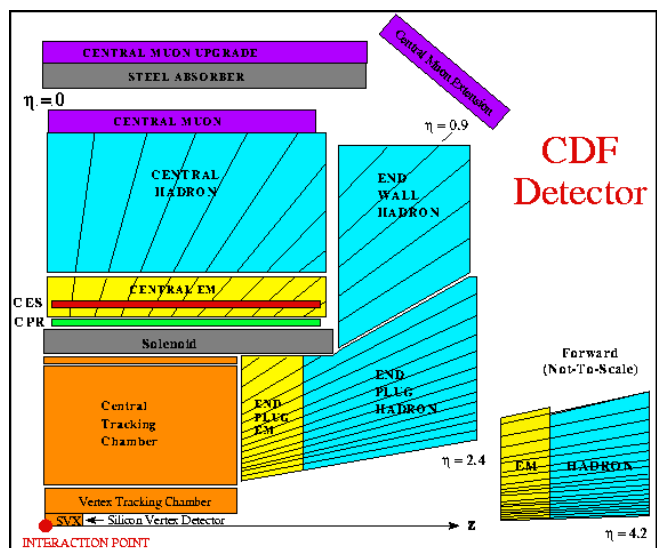 CENTRAL MUON UPGRADE
STEEL ABSORBER
Central Muon Extension
η = 0
CENTRAL MUON
η = 0.9
CDF
Detector
CENTRAL
HADRON
END
WALL
HADRON
CENTRAL EM
CES
CPR
Solenoid
Forward
(Not-To-Scale)
Central
Tracking
Chamber
END
PLUG
EM
END
PLUG
HADRON
η = 2.4
EM
HADRON
Vertex Tracking Chamber
SVX
Silicon Vertex Detector
Z
η = 4.2
INTERACTION POINT